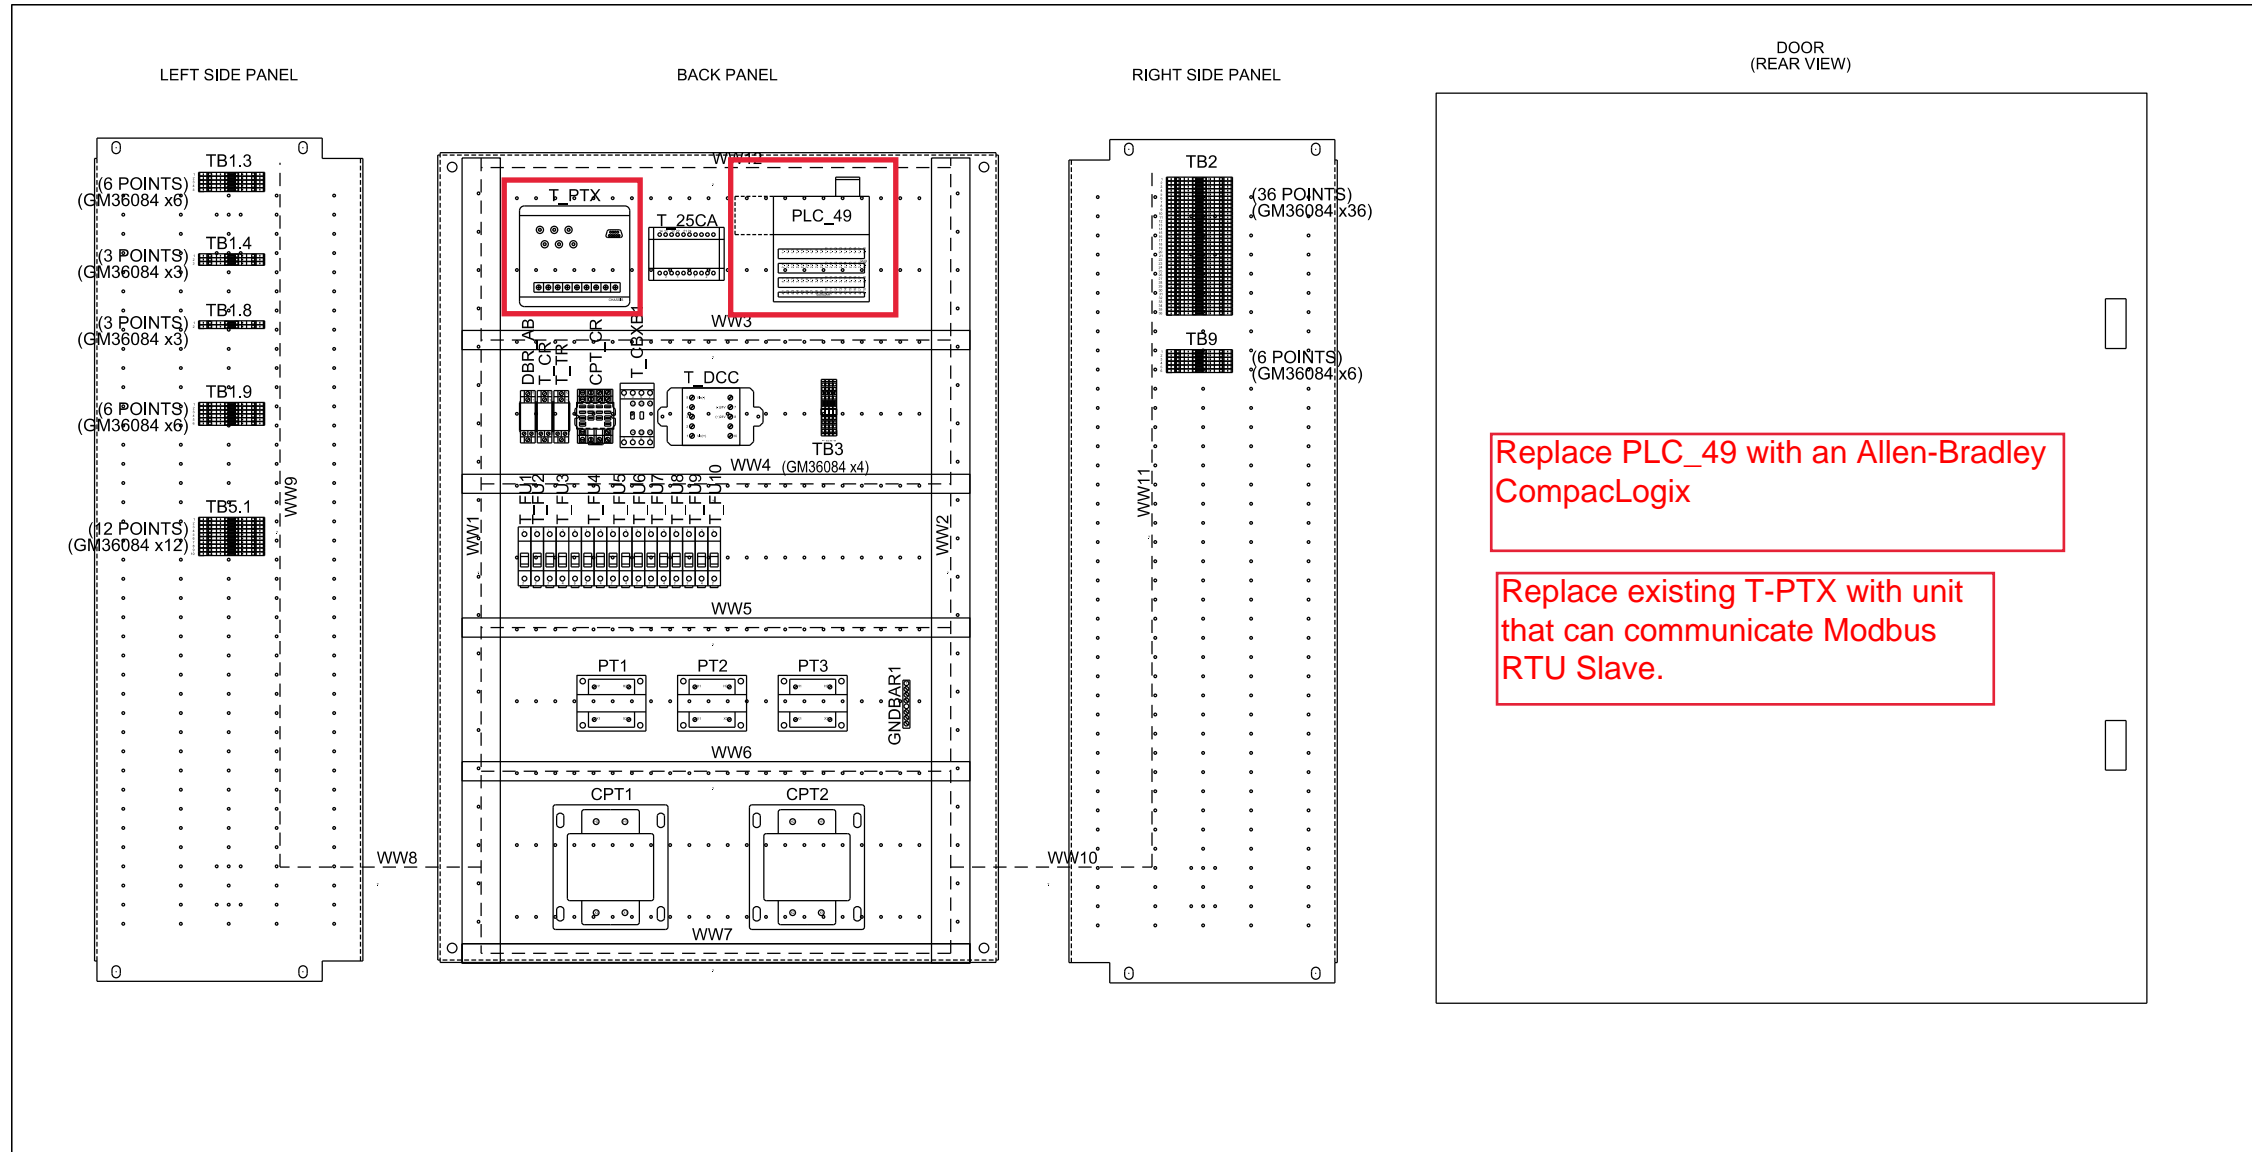 DOOR
(REAR VIEW)
LEFT SIDE PANEL
BACK PANEL
RIGHT SIDE PANEL
TB1.3
(6 POINTS)
(GM36084 x6)
TB1.4
(3 POINTS)
(GM36084 x3)
TB1.8
(3 POINTS)
(GM36084 x3)
TB1.9
(6 POINTS)
(GM36084 x6)
TB5.1
(12 POINTS)
(GM36084 x12)
WW9
WW8
WW12
T_PTX
T_25CA
PLC_49
CHASSIS
WW3
DBR_AB
T_CR
T_TR1
CPT_CR
T_CBXB1
T_DCC
TB3
(GM36084 x4)
WW4
T_FU1
T_FU2
T_FU3
T_FU4
T_FU5
T_FU6
T_FU7
T_FU8
T_FU9
T_FU10
WW1
WW2
WW5
PT1
PT2
PT3
GNDBAR1
WW6
CPT1
CPT2
WW7
WW10
WW11
TB2
(36 POINTS)
(GM36084 x36)
TB9
(6 POINTS)
(GM36084 x6)
Replace PLC_49 with an Allen-Bradley
CompacLogix
Replace existing T-PTX with unit
that can communicate Modbus
RTU Slave.